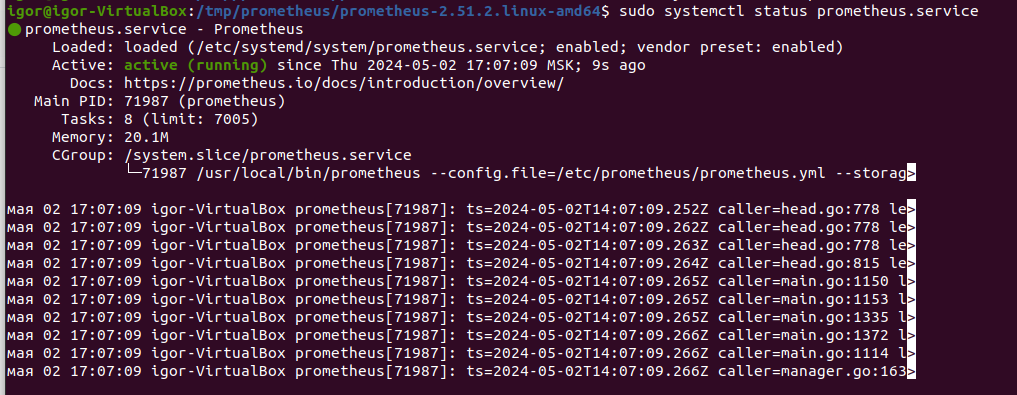 igor@igor-VirtualBox:/tmp/prometheus/prometheus-2.51.2.linux-amd64$ sudo systemctl status prometheus.service
● prometheus.service - Prometheus
Loaded: loaded (/etc/systemd/system/prometheus.service; enabled; vendor preset: enabled)
Active: active (running) since Thu 2024-05-02 17:07:09 MSK; 9s ago
Docs: https://prometheus.io/docs/introduction/overview/
Main PID: 71987 (prometheus)
Tasks: 8 (limit: 7005)
Memory: 20.1M
CGroup: /system.slice/prometheus.service
└─71987 /usr/local/bin/prometheus --config.file=/etc/prometheus/prometheus.yml --storag>
мая 02 17:07:09 igor-VirtualBox prometheus[71987]: ts=2024-05-02T14:07:09.252Z caller=head.go:778 le>
мая 02 17:07:09 igor-VirtualBox prometheus[71987]: ts=2024-05-02T14:07:09.262Z caller=head.go:778 le>
мая 02 17:07:09 igor-VirtualBox prometheus[71987]: ts=2024-05-02T14:07:09.263Z caller=head.go:778 le>
мая 02 17:07:09 igor-VirtualBox prometheus[71987]: ts=2024-05-02T14:07:09.264Z caller=head.go:815 le>
мая 02 17:07:09 igor-VirtualBox prometheus[71987]: ts=2024-05-02T14:07:09.265Z caller=main.go:1150 l>
мая 02 17:07:09 igor-VirtualBox prometheus[71987]: ts=2024-05-02T14:07:09.265Z caller=main.go:1153 l>
мая 02 17:07:09 igor-VirtualBox prometheus[71987]: ts=2024-05-02T14:07:09.265Z caller=main.go:1335 l>
мая 02 17:07:09 igor-VirtualBox prometheus[71987]: ts=2024-05-02T14:07:09.266Z caller=main.go:1372 l>
мая 02 17:07:09 igor-VirtualBox prometheus[71987]: ts=2024-05-02T14:07:09.266Z caller=main.go:1114 l>
мая 02 17:07:09 igor-VirtualBox prometheus[71987]: ts=2024-05-02T14:07:09.266Z caller=manager.go:163>